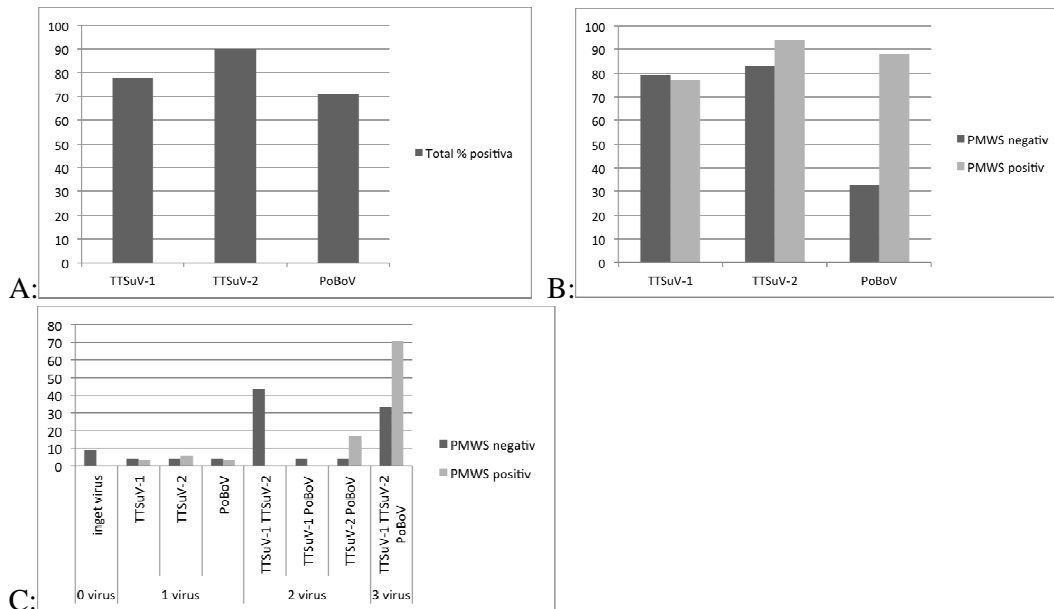 100
90
80
70
60
50
40
30
20
10
0
TTSuV-1 TTSuV-2 PoBoV
Total % positiva
A:
100
90
80
70
60
50
40
30
20
10
0
TTSuV-1 TTSuV-2 PoBoV
PMWS negativ
PMWS positiv
B:
80
70
60
50
40
30
20
10
0
inget virus
TTSuV-1
TTSuV-2
PoBoV
TTSuV-1 TTSuV-2
TTSuV-1 PoBoV
TTSuV-2 PoBoV
TTSuV-1 TTSuV-2
PoBoV
0 virus 1 virus 2 virus 3 virus
PMWS negativ
PMWS positiv
C: